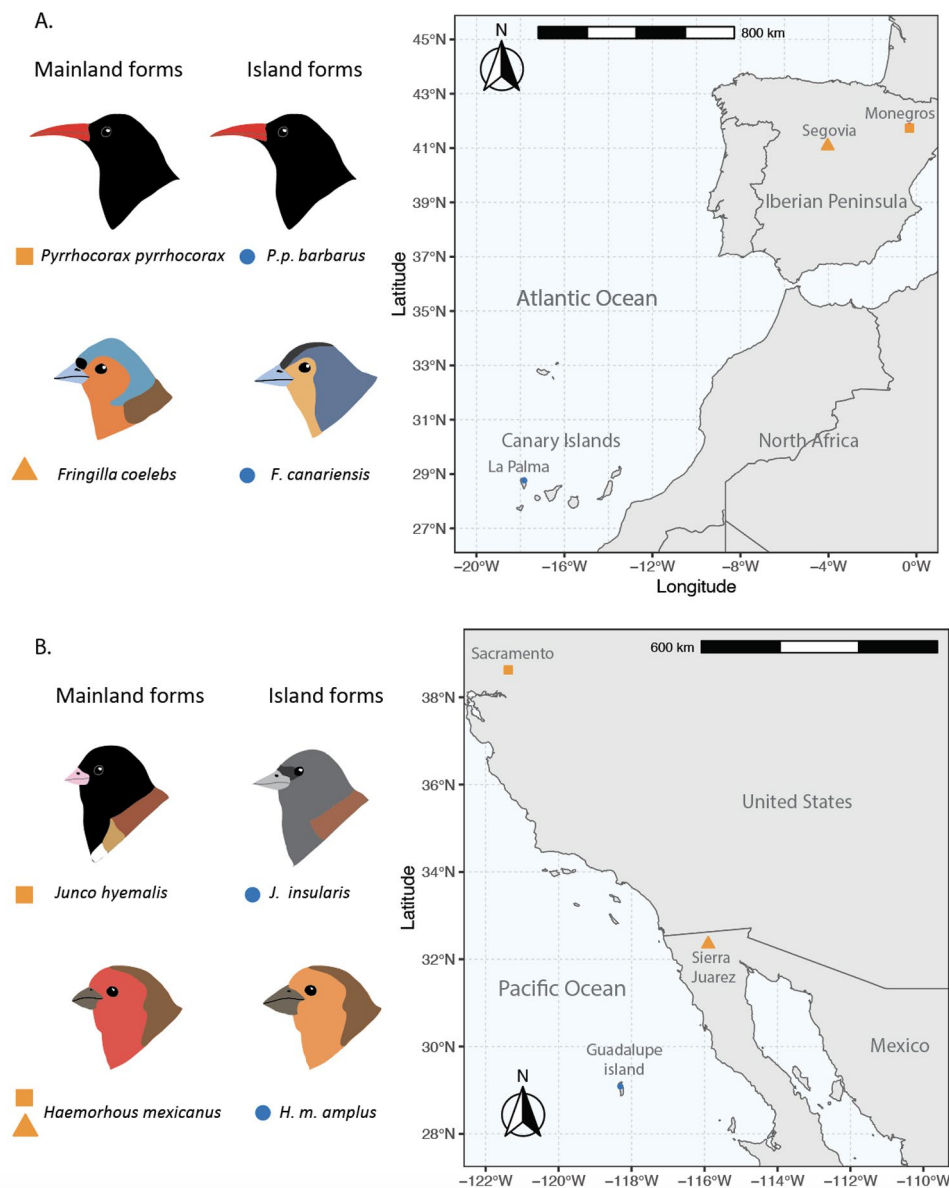 A.
Mainland forms
Island forms
Pyrrhocorax pyrrhocorax
P.p. barbarus
Fringilla coelebs
F. canariensis
45°N
43°N
41°N
39°N
37°N
35°N
33°N
31°N
29°N
27°N
Latitude
N
800 km
Monegros
Segovia
Iberian Peninsula
Atlantic Ocean
Canary Islands
La Palma
North Africa
−20°W −16°W −12°W −8°W −4°W 0°W
Longitude
B.
Mainland forms
Island forms
Junco hyemalis
J. insularis
Haemorhous mexicanus
H. m. amplus
38°N
36°N
34°N
32°N
30°N
28°N
Latitude
Sacramento
600 km
United States
Sierra
Juarez
Pacific Ocean
Guadalupe
island
Mexico
N
−122°W −120°W −118°W −116°W −114°W −112°W −110°W